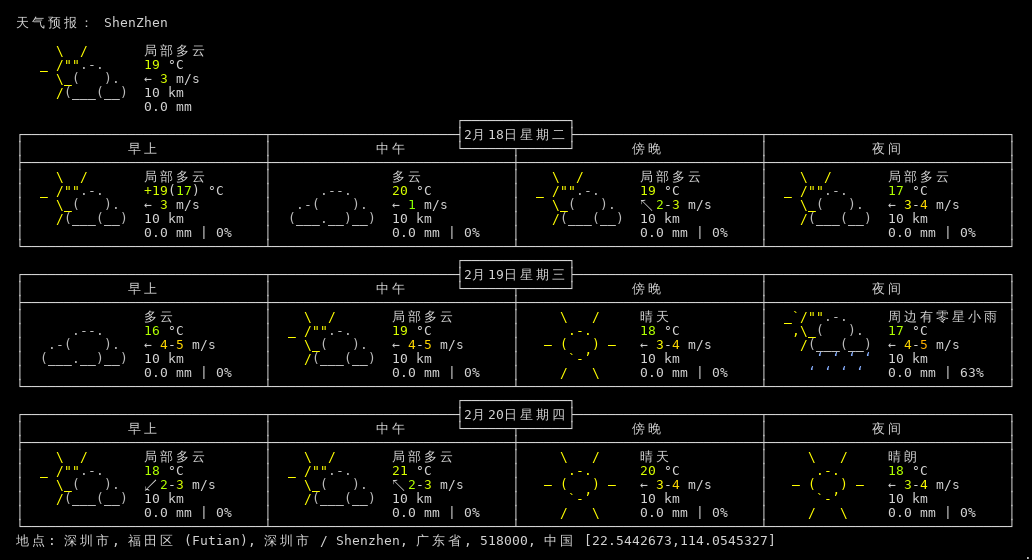 天气预报： ShenZhen
局部多云
19 °C
← 3 m/s
10 km
0.0 mm
2月18日星期二
早上 中午 傍晚 夜间
局部多云 多云 局部多云 局部多云
+19(17) °C 20 °C 19 °C 17 °C
← 3 m/s ← 1 m/s ↖ 2-3 m/s ← 3-4 m/s
10 km 10 km 10 km 10 km
0.0 mm | 0% 0.0 mm | 0% 0.0 mm | 0% 0.0 mm | 0%
2月19日星期三
早上 中午 傍晚 夜间
多云 局部多云 晴天 周边有零星小雨
16 °C 19 °C 18 °C 17 °C
← 4-5 m/s ← 4-5 m/s ← 3-4 m/s ← 4-5 m/s
10 km 10 km 10 km 10 km
0.0 mm | 0% 0.0 mm | 0% 0.0 mm | 0% 0.0 mm | 63%
2月20日星期四
早上 中午 傍晚 夜间
局部多云 局部多云 晴天 晴朗
18 °C 21 °C 20 °C 18 °C
↙ 2-3 m/s ↖ 2-3 m/s ← 3-4 m/s ← 3-4 m/s
10 km 10 km 10 km 10 km
0.0 mm | 0% 0.0 mm | 0% 0.0 mm | 0% 0.0 mm | 0%
地点: 深圳市, 福田区 (Futian), 深圳市 / Shenzhen, 广东省, 518000, 中国 [22.5442673,114.0545327]